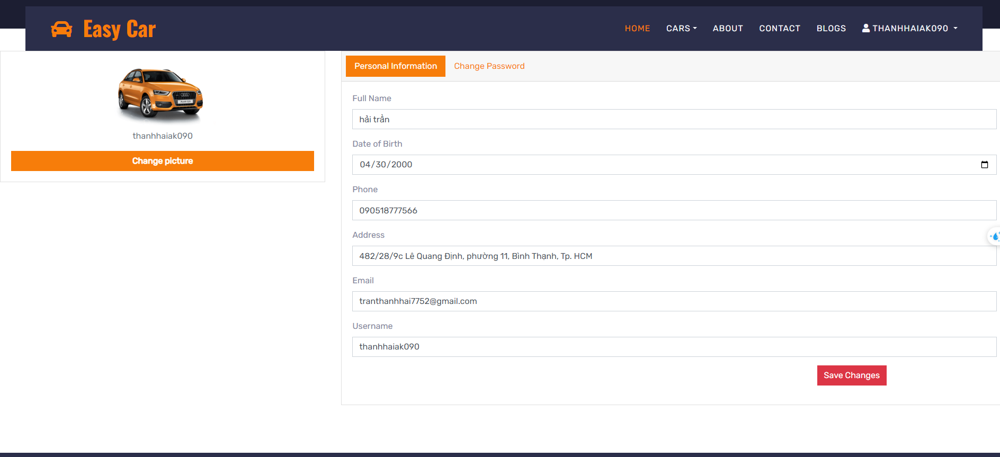 Easy Car
HOME CARS ABOUT CONTACT BLOGS THANHHAIAK090
Audi Q3
thanhhaiak090
Change picture
Personal Information Change Password
Full Name
hải trần
Date of Birth
04/30/2000
Phone
090518777566
Address
482/28/9c Lê Quang Định, phường 11, Bình Thạnh, Tp. HCM
Email
tranthanhhai7752@gmail.com
Username
thanhhaiak090
Save Changes